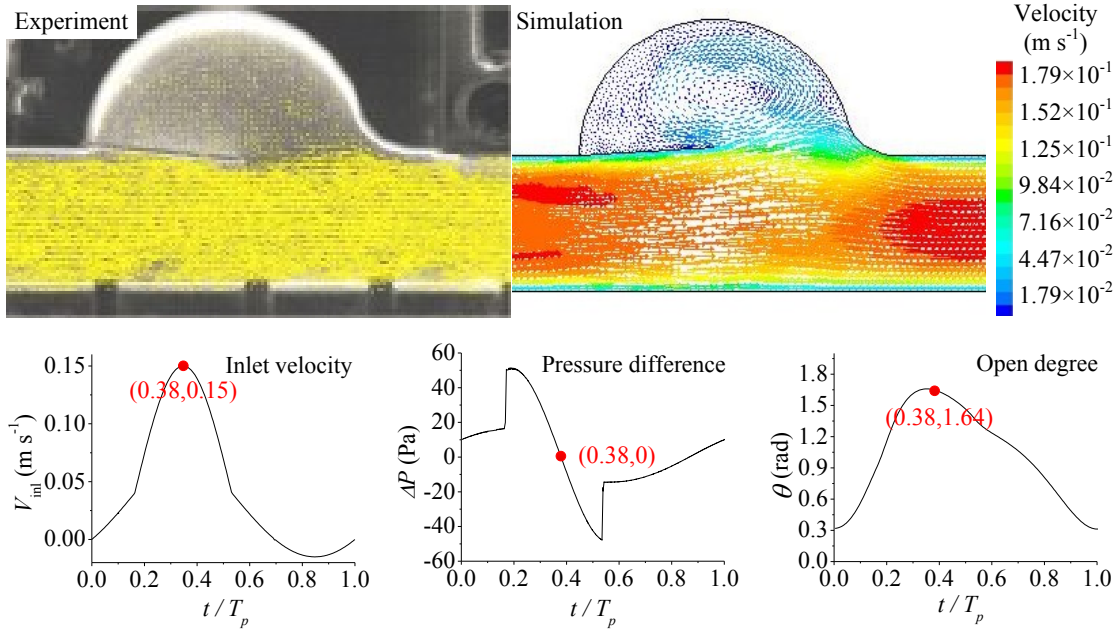 Experiment
Simulation
Velocity
(m s⁻¹)
1.79×10⁻¹
1.52×10⁻¹
1.25×10⁻¹
9.84×10⁻²
7.16×10⁻²
4.47×10⁻²
1.79×10⁻²
Inlet velocity
(0.38,0.15)
V_inl (m s⁻¹)
0.15
0.10
0.05
0.00
0.0 0.2 0.4 0.6 0.8 1.0
t / T_p
Pressure difference
(0.38,0)
ΔP (Pa)
60
40
20
0
-20
-40
-60
0.0 0.2 0.4 0.6 0.8 1.0
t / T_p
Open degree
(0.38,1.64)
θ (rad)
1.8
1.5
1.2
0.9
0.6
0.3
0.0
0.0 0.2 0.4 0.6 0.8 1.0
t / T_p